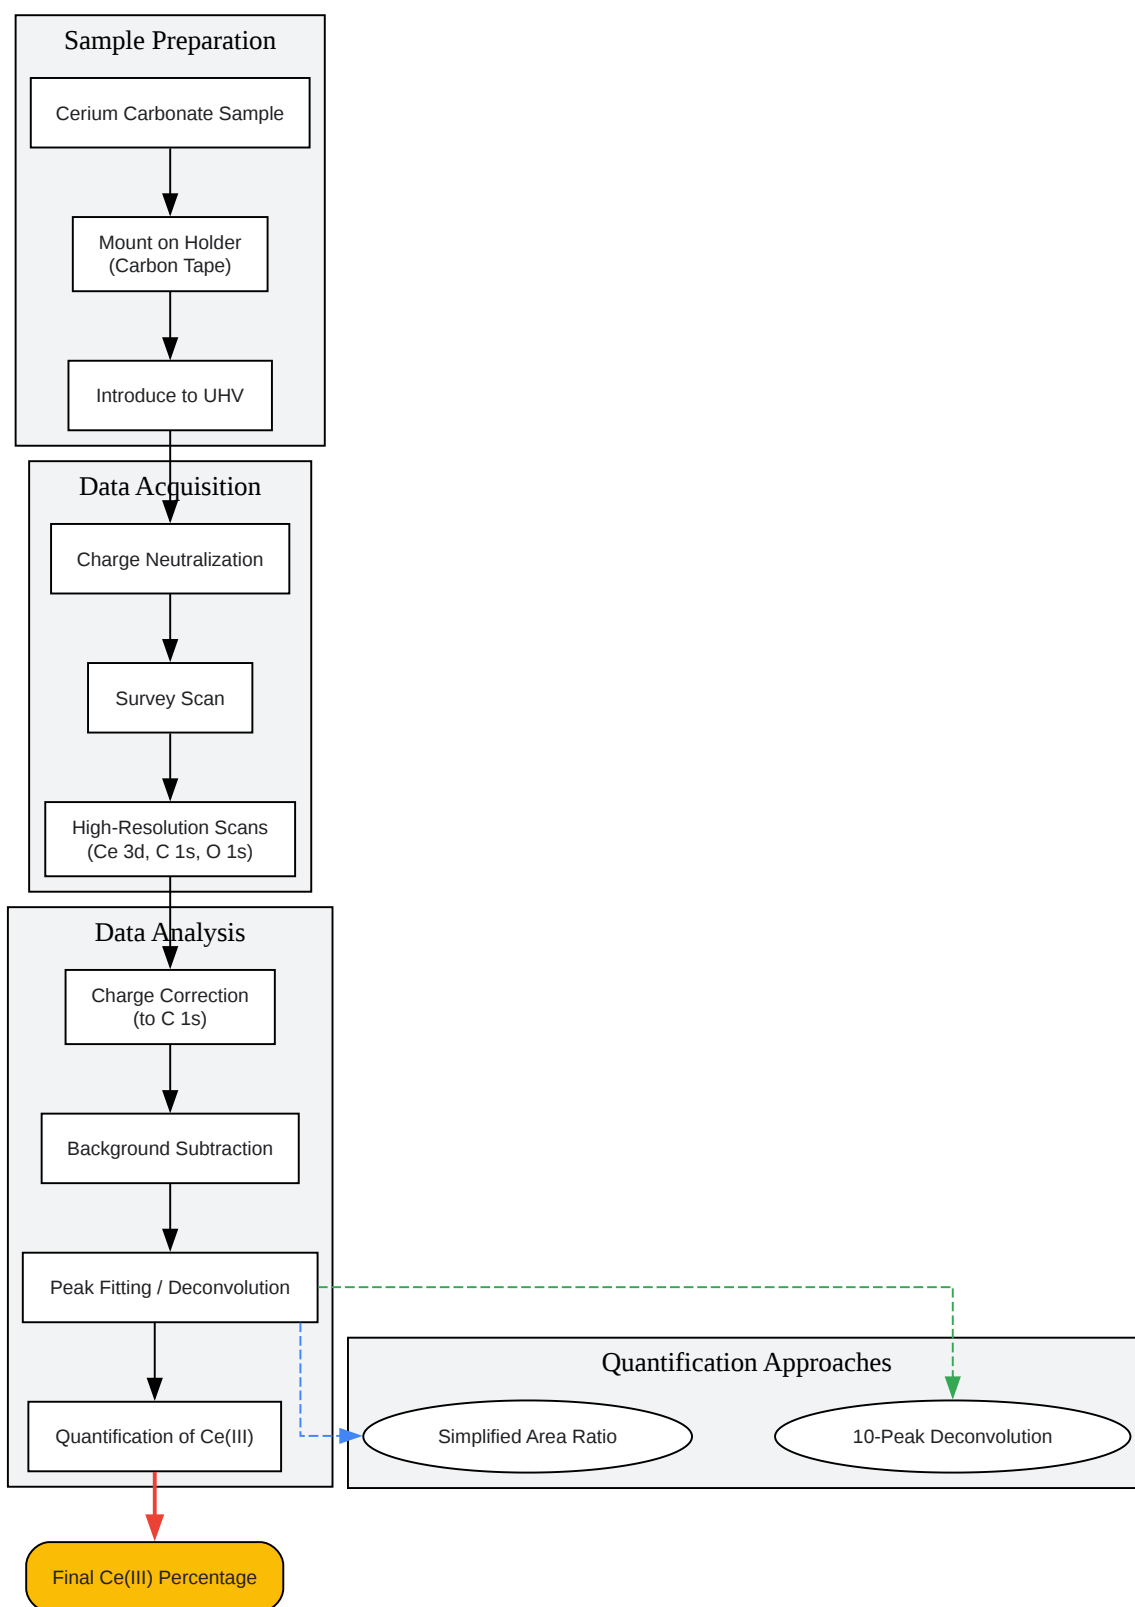 Sample Preparation
Cerium Carbonate Sample
Mount on Holder
(Carbon Tape)
Introduce to UHV
Data Acquisition
Charge Neutralization
Survey Scan
High-Resolution Scans
(Ce 3d, C 1s, O 1s)
Data Analysis
Charge Correction
(to C 1s)
Background Subtraction
Peak Fitting / Deconvolution
Quantification Approaches
Quantification of Ce(III)
Simplified Area Ratio
10-Peak Deconvolution
Final Ce(III) Percentage